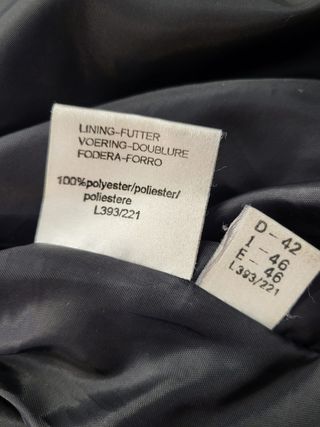 LINING-FUTTER
VOERING-DOUBLURE
FODERA-FORRO
100%polyester/poliester/
poliestere
L393/221
D - 42
I - 46
E - 46
L393/221